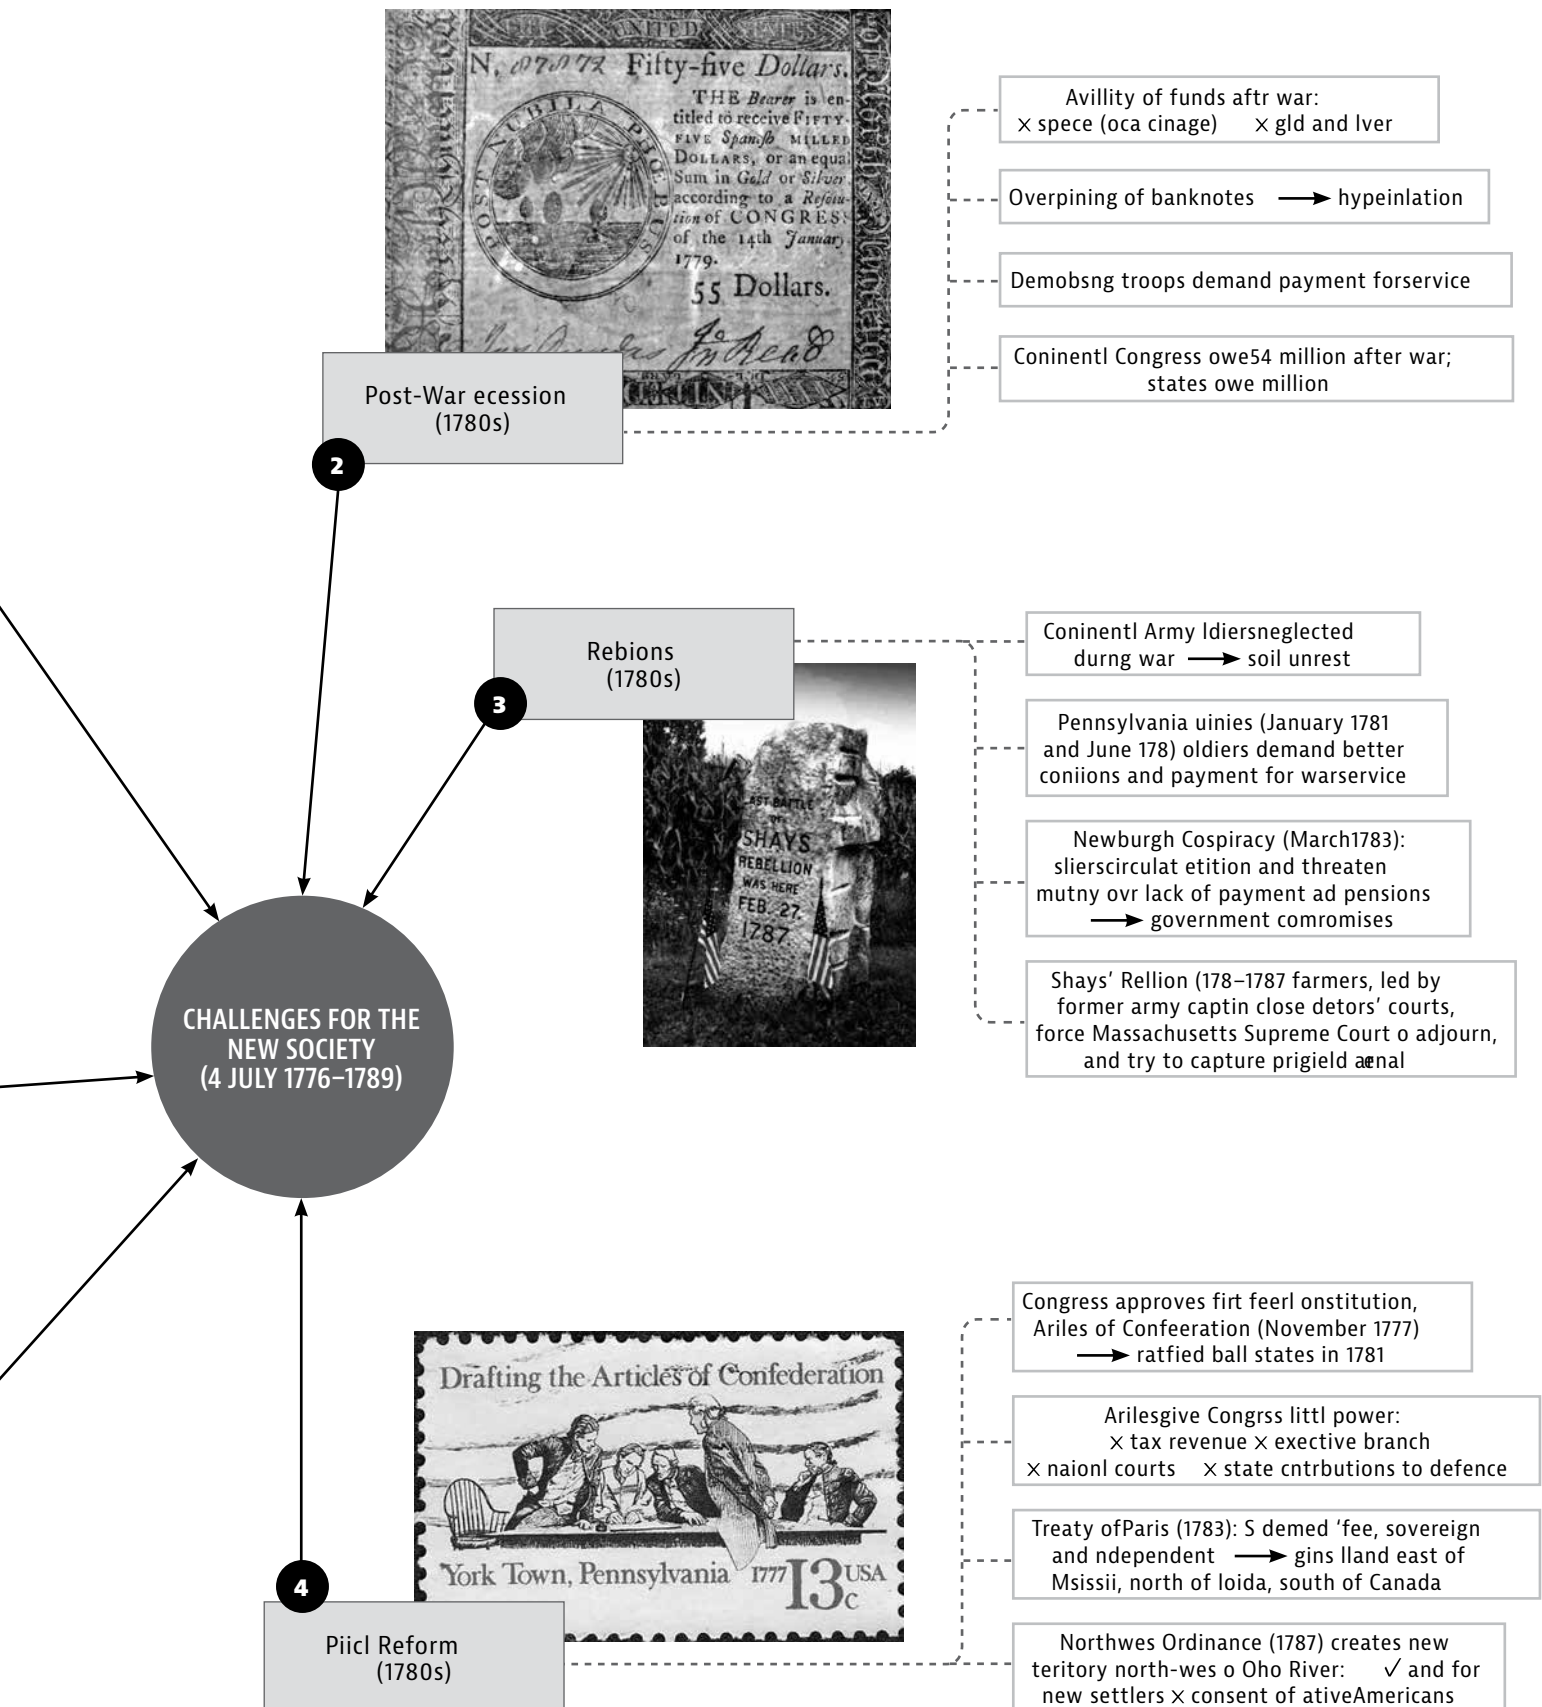 UNITED STATES
N. 87872 Fifty-five Dollars.
THE Bearer is en-
titled to receive FIFTY-
FIVE Spanish MILLED
DOLLARS, or an equal
Sum in Gold or Silver
according to a Resolu-
tion of CONGRESS
of the 14th January
1779.
55 Dollars.
POST NUBILA PHOEBUS
Post-War ecession
(1780s)
2
Avillity of funds aftr war:
× spece (oca cinage) × gld and lver
Overpining of banknotes → hypeinlation
Demobsng troops demand payment forservice
Coninentl Congress owe54 million after war;
states owe million
Rebions
(1780s)
3
LAST BATTLE
OF
SHAYS
REBELLION
WAS HERE
FEB. 27,
1787
Coninentl Army ldiersneglected
durng war → soil unrest
Pennsylvania uinies (January 1781
and June 178) oldiers demand better
coniions and payment for warservice
Newburgh Cospiracy (March1783):
slierscirculat etition and threaten
mutny ovr lack of payment ad pensions
→ government comromises
Shays’ Rellion (178–1787 farmers, led by
former army captin close detors’ courts,
force Massachusetts Supreme Court o adjourn,
and try to capture prigield aenal
CHALLENGES FOR THE
NEW SOCIETY
(4 JULY 1776–1789)
Drafting the Articles of Confederation
York Town, Pennsylvania 1777 13c USA
4
Piicl Reform
(1780s)
Congress approves firt feerl onstitution,
Ariles of Confeeration (November 1777)
→ ratfied ball states in 1781
Arilesgive Congrss littl power:
× tax revenue × exective branch
× naionl courts × state cntrbutions to defence
Treaty ofParis (1783): S demed ‘fee, sovereign
and ndependent → gins lland east of
Msissii, north of loida, south of Canada
Northwes Ordinance (1787) creates new
teritory north-wes o Oho River: ✓ and for
new settlers × consent of ativeAmericans